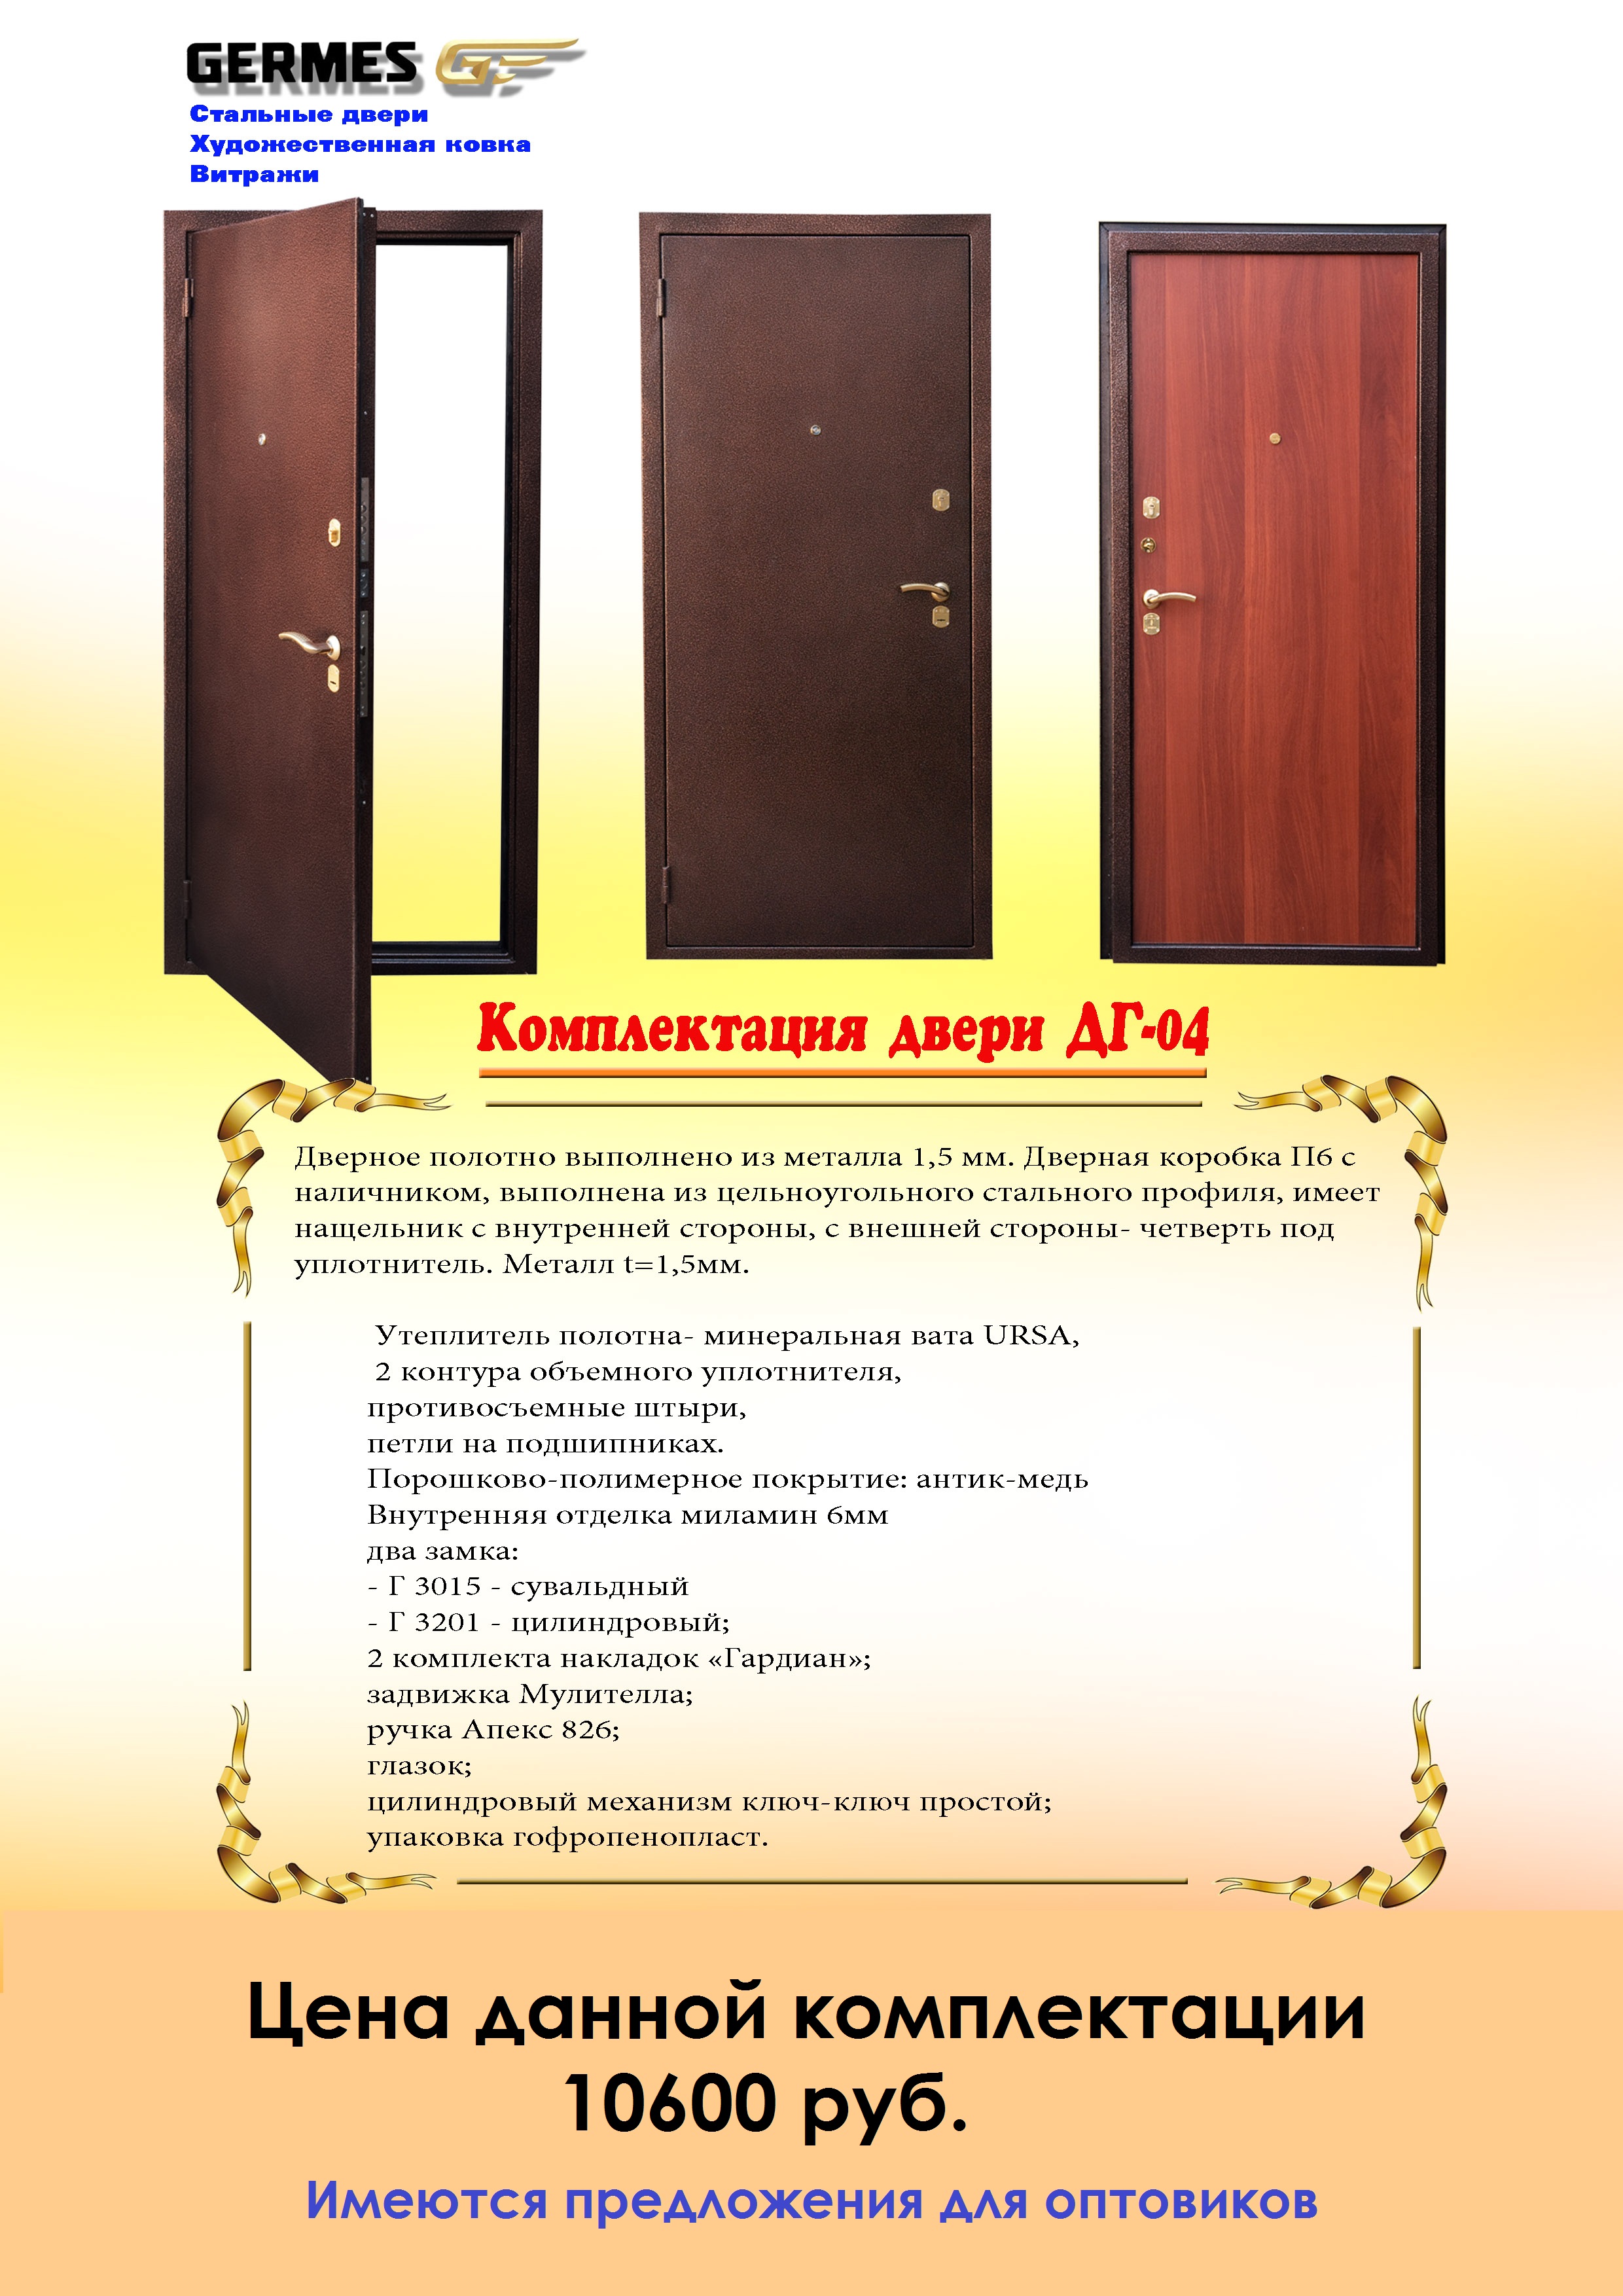 GERMES
Стальные двери
Художественная ковка
Витражи
Комплектация двери ДГ-04
Дверное полотно выполнено из металла 1,5 мм. Дверная коробка П6 с
наличником, выполнена из цельноугольного стального профиля, имеет
нащельник с внутренней стороны, с внешней стороны- четверть под
уплотнитель. Металл t=1,5мм.
Утеплитель полотна- минеральная вата URSA,
2 контура объемного уплотнителя,
противосъемные штыри,
петли на подшипниках.
Порошково-полимерное покрытие: антик-медь
Внутренняя отделка миламин 6мм
два замка:
- Г 3015 - сувальдный
- Г 3201 - цилиндровый;
2 комплекта накладок «Гардиан»;
задвижка Мулителла;
ручка Апекс 826;
глазок;
цилиндровый механизм ключ-ключ простой;
упаковка гофропенопласт.
Цена данной комплектации
10600 руб.
Имеются предложения для оптовиков